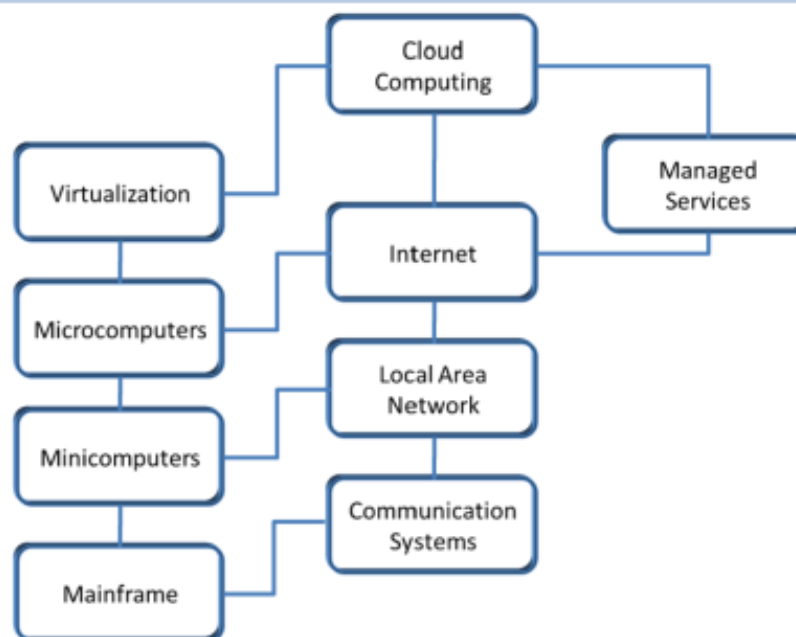 Cloud
Computing
Virtualization
Managed
Services
Internet
Microcomputers
Local Area
Network
Minicomputers
Communication
Systems
Mainframe